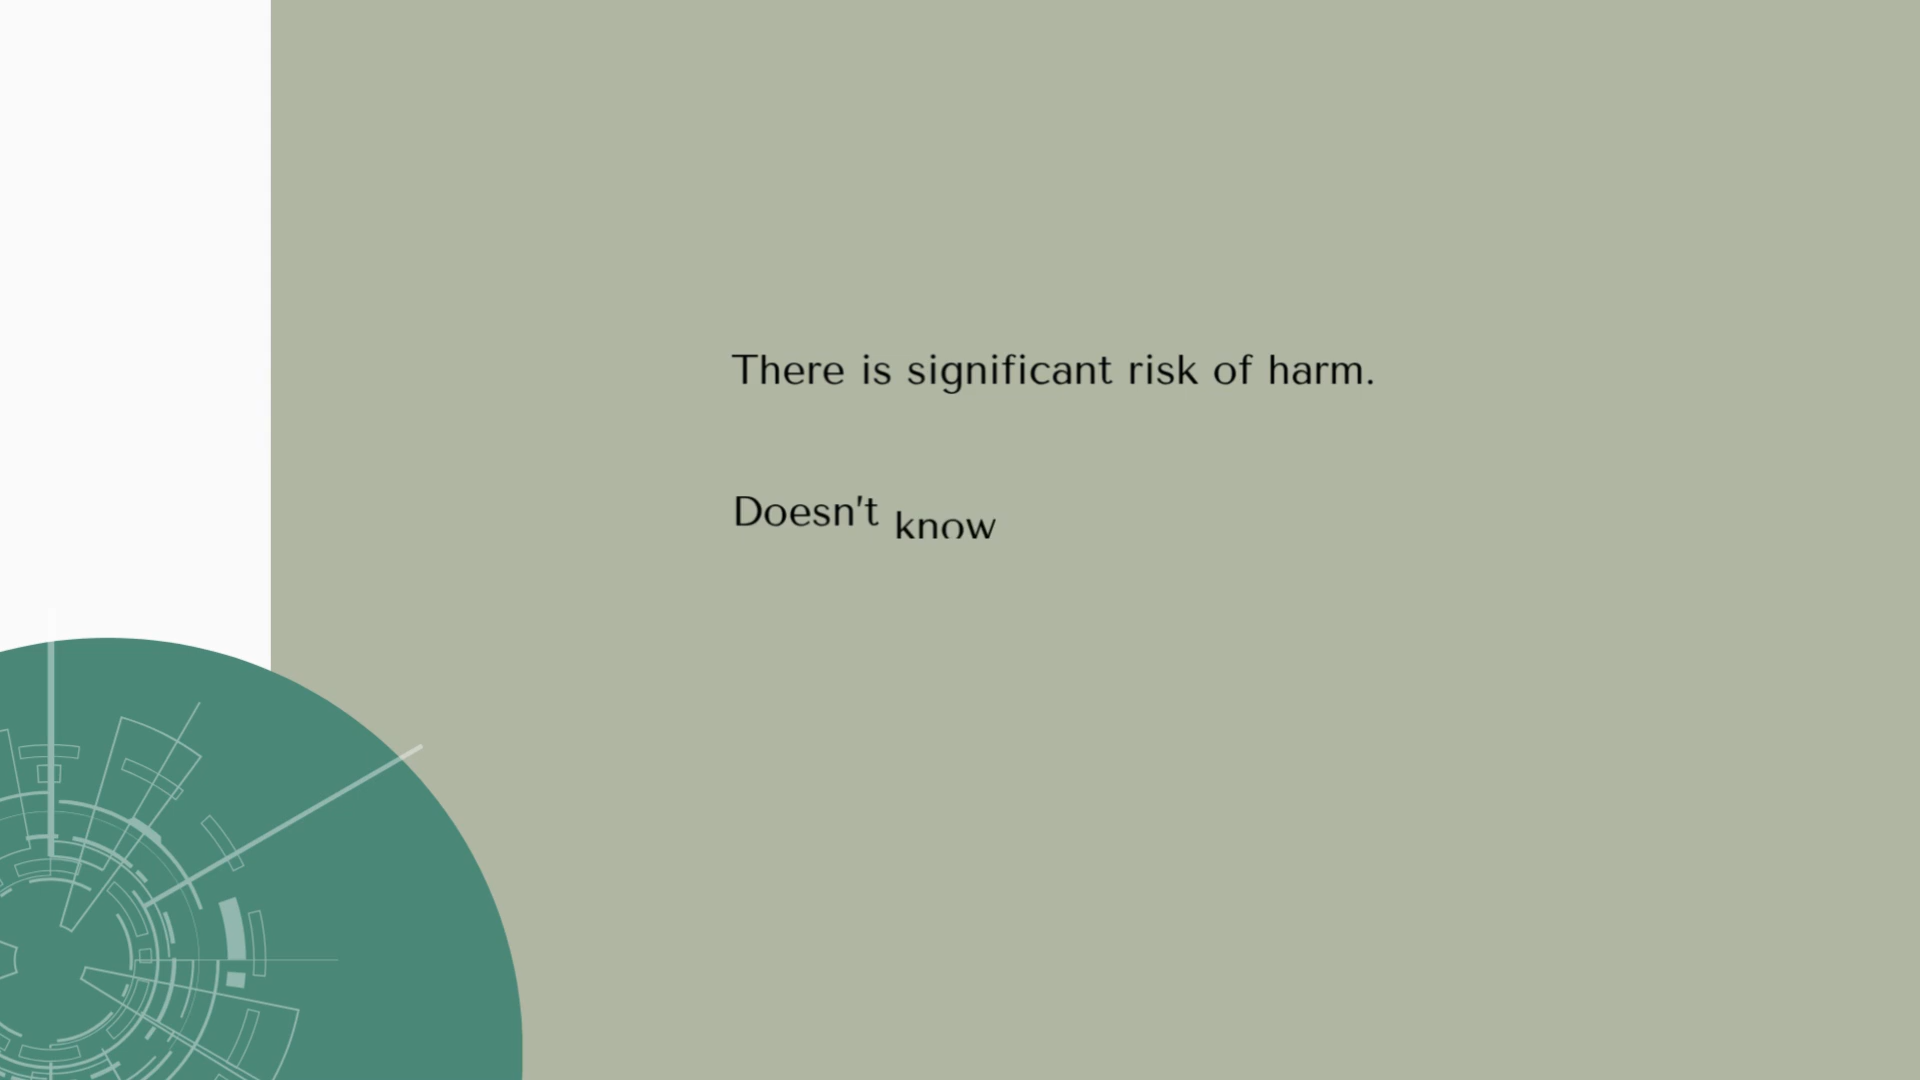 There is significant risk of harm.
Doesn't know